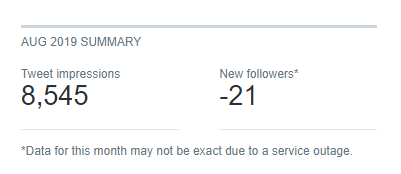 AUG 2019 SUMMARY
Tweet impressions New followers*
8,545 -21
*Data for this month may not be exact due to a service outage.